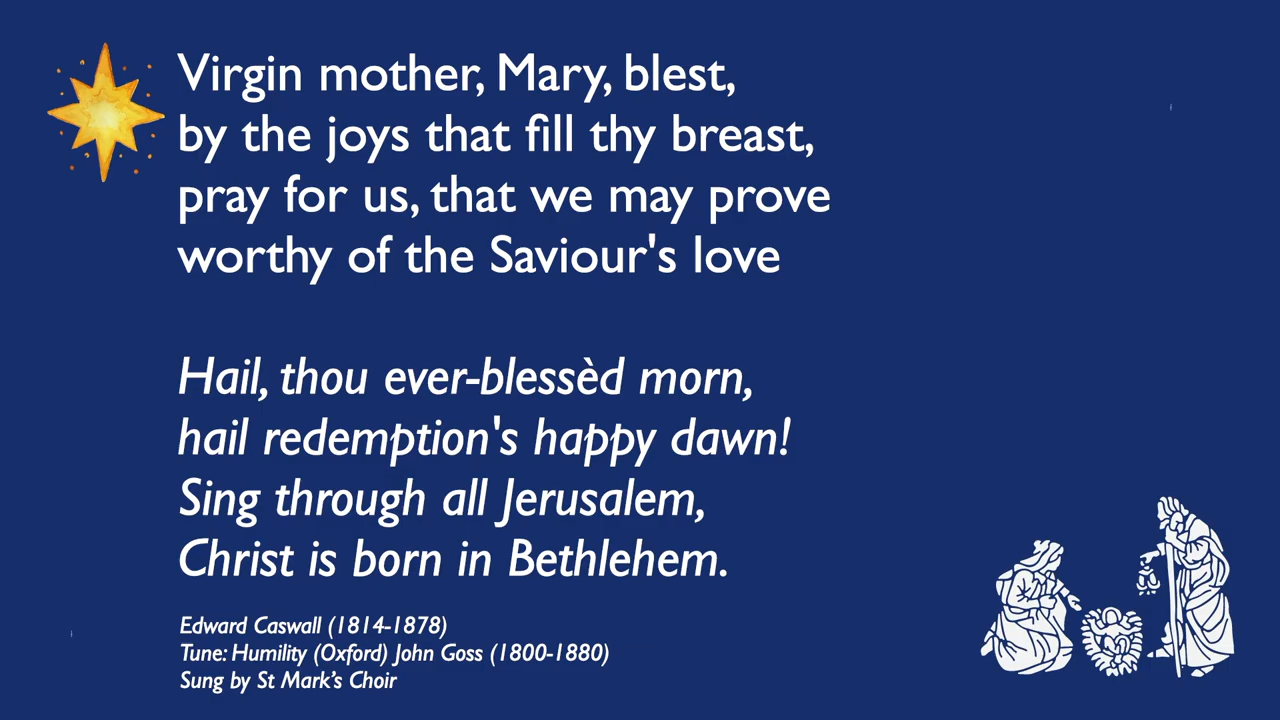 Virgin mother, Mary, blest,
by the joys that fill thy breast,
pray for us, that we may prove
worthy of the Saviour's love
Hail, thou ever-blessèd morn,
hail redemption's happy dawn!
Sing through all Jerusalem,
Christ is born in Bethlehem.
Edward Caswall (1814-1878)
Tune: Humility (Oxford) John Goss (1800-1880)
Sung by St Mark’s Choir